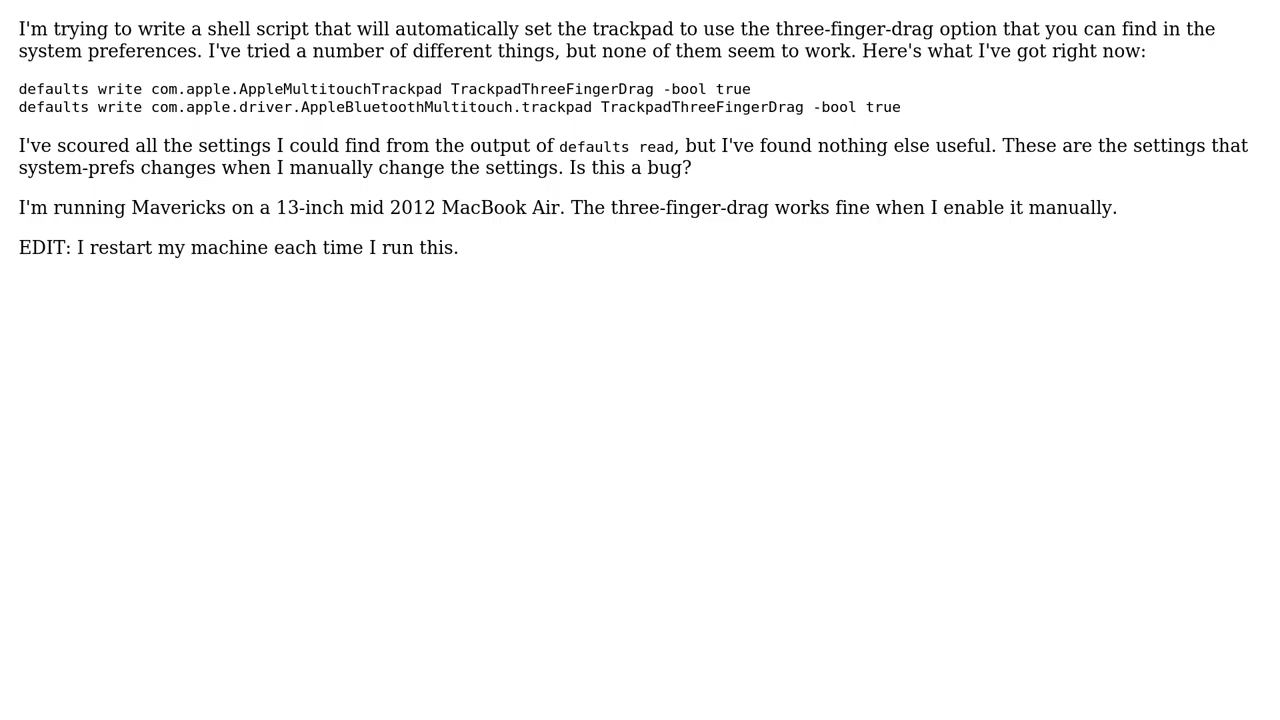 I'm trying to write a shell script that will automatically set the trackpad to use the three-finger-drag option that you can find in the
system preferences. I've tried a number of different things, but none of them seem to work. Here's what I've got right now:
defaults write com.apple.AppleMultitouchTrackpad TrackpadThreeFingerDrag -bool true
defaults write com.apple.driver.AppleBluetoothMultitouch.trackpad TrackpadThreeFingerDrag -bool true
I've scoured all the settings I could find from the output of defaults read, but I've found nothing else useful. These are the settings that
system-prefs changes when I manually change the settings. Is this a bug?
I'm running Mavericks on a 13-inch mid 2012 MacBook Air. The three-finger-drag works fine when I enable it manually.
EDIT: I restart my machine each time I run this.